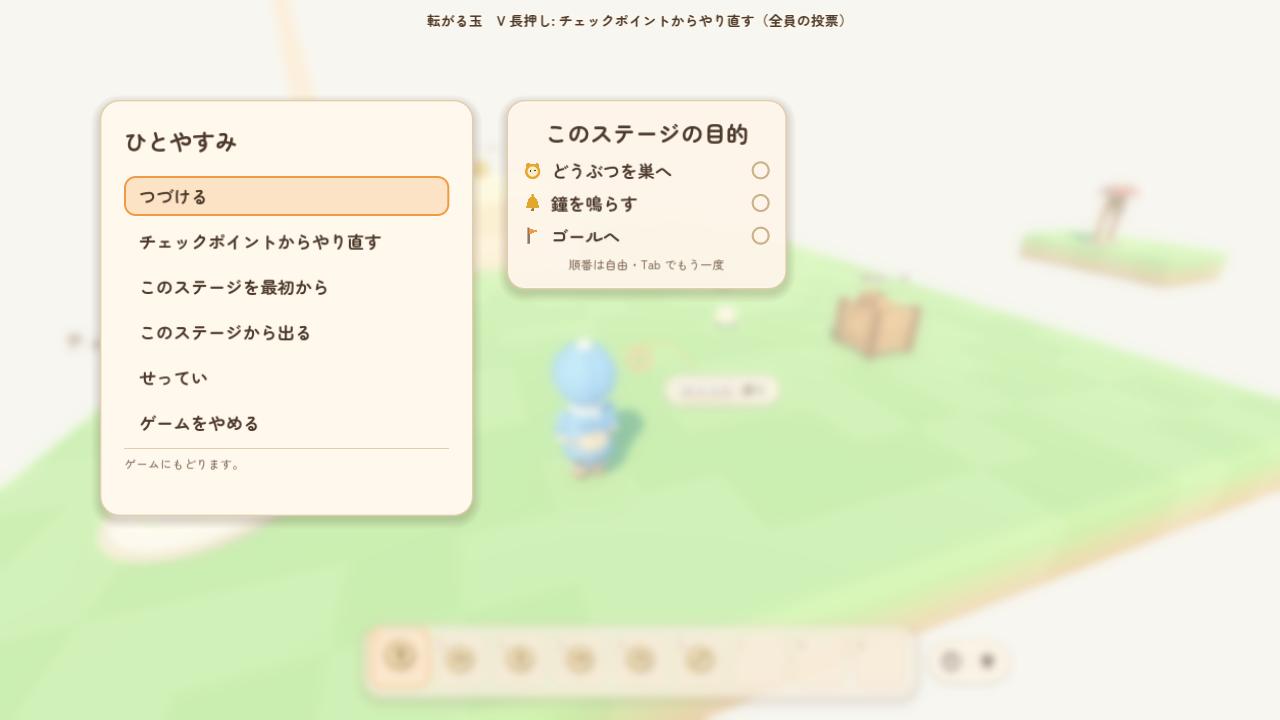 転がる玉　V 長押し: チェックポイントからやり直す（全員の投票）
ひとやすみ
つづける
チェックポイントからやり直す
このステージを最初から
このステージから出る
せってい
ゲームをやめる
ゲームにもどります。
このステージの目的
どうぶつを巣へ
鐘を鳴らす
ゴールへ
順番は自由・Tab でもう一度